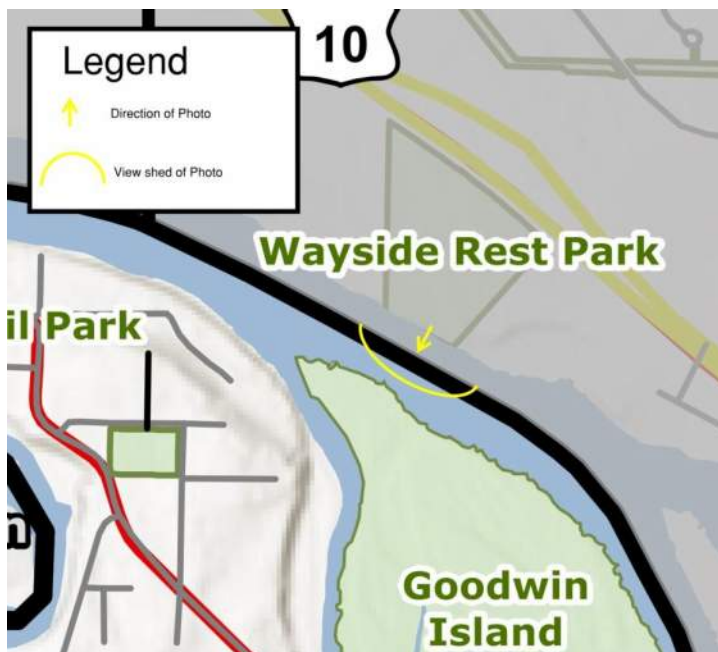 10
Legend
Direction of Photo
View shed of Photo
Wayside Rest Park
il Park
Goodwin
Island